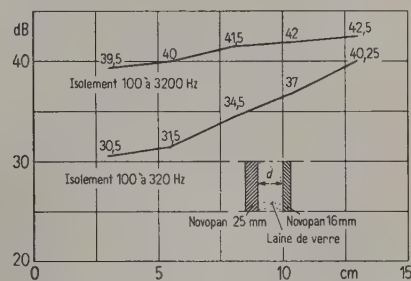 dB
42,5
41,5
42
39,5
40
40,25
40
Isolement 100 à 3200 Hz
37
34,5
30,5
31,5
30
Isolement 100 à 320 Hz
d
Novopan 25 mm
Novopan 16mm
Laine de verre
20
0
5
10
cm
15